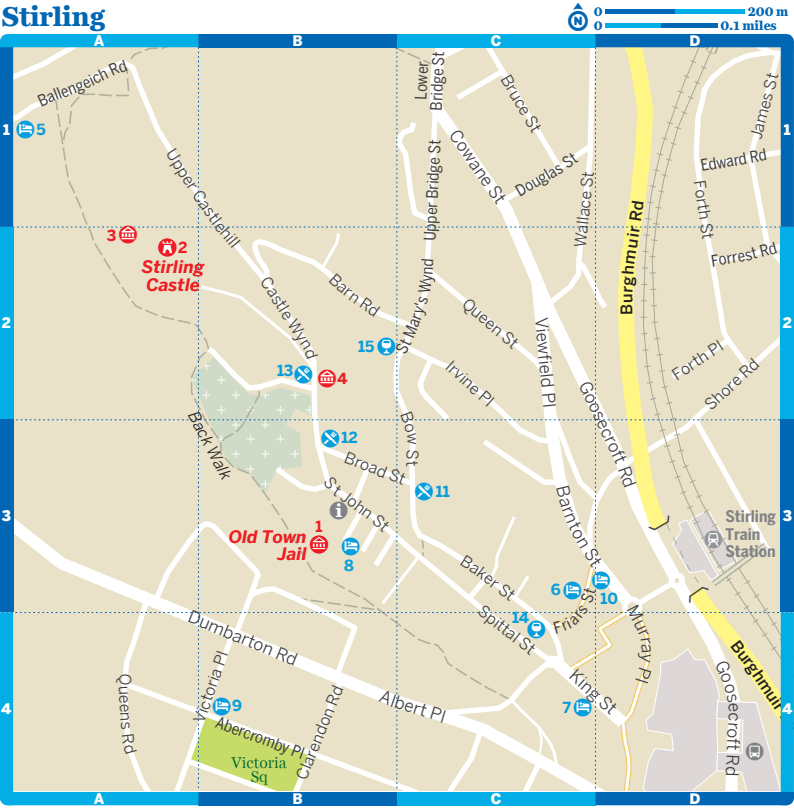 Stirling
N
0 200 m
0 0.1 miles
A B C D
1
1
2
2
3
3
4
4
A B C D
Ballengeich Rd
5
Upper Castlehill
3
2
Stirling
Castle
Lower
Bridge St
Bruce St
Cowane St
Douglas St
Upper Bridge St
Wallace St
Burghmuir Rd
James St
Edward Rd
Forth St
Forrest Rd
Castle Wynd
Barn Rd
St Mary's Wynd
Queen St
15
13
4
Irvine Pl
Viewfield Pl
Goosecroft Rd
Forth Pl
Shore Rd
Back Walk
12
Broad St
Bow St
11
St John St
i
1
Old Town
Jail
8
Barnton St
Stirling
Train
Station
Baker St
6
10
Friars St
14
Spittal St
Murray Pl
King St
7
Burghmuir
Goosecroft Rd
Dumbarton Rd
Albert Pl
Queens Rd
Victoria Pl
9
Abercromby Pl
Clarendon Rd
Victoria
Sq